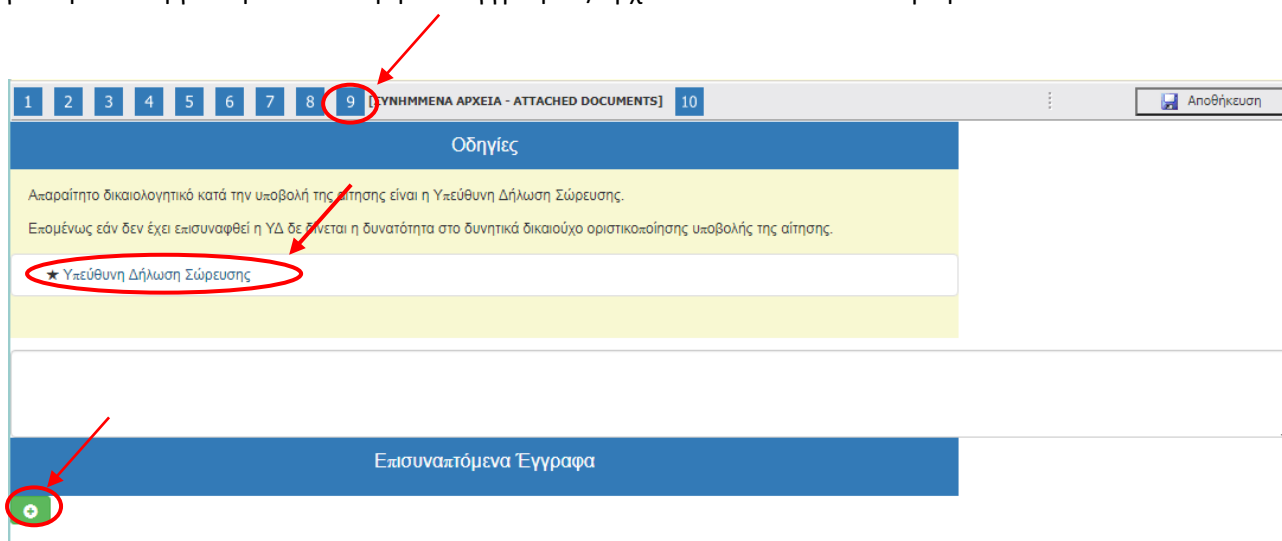 1 2 3 4 5 6 7 8 9 [ΣΥΝΗΜΜΕΝΑ ΑΡΧΕΙΑ - ATTACHED DOCUMENTS] 10 Αποθήκευση
Οδηγίες
Απαραίτητο δικαιολογητικό κατά την υποβολή της αίτησης είναι η Υπεύθυνη Δήλωση Σώρευσης.
Επομένως εάν δεν έχει επισυναφθεί η ΥΔ δε δίνεται η δυνατότητα στο δυνητικά δικαιούχο οριστικοποίησης υποβολής της αίτησης.
★ Υπεύθυνη Δήλωση Σώρευσης
Επισυναπτόμενα Έγγραφα